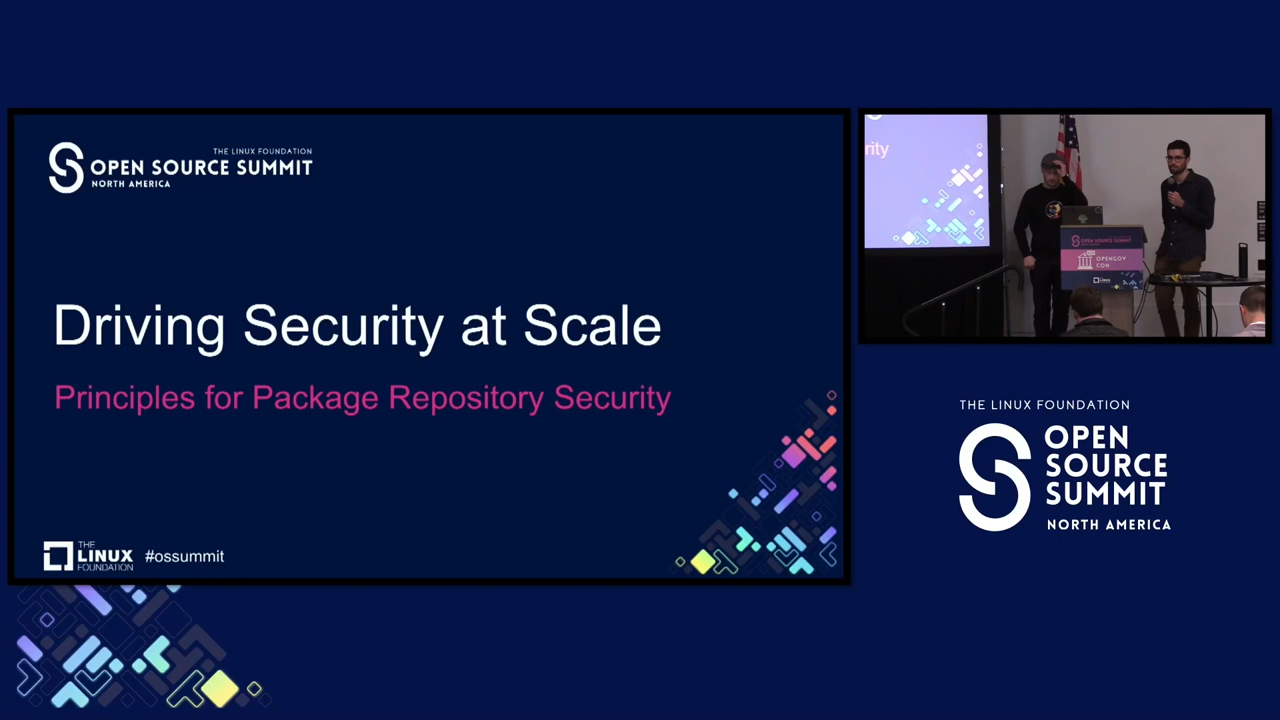 THE LINUX FOUNDATION
OPEN SOURCE SUMMIT
NORTH AMERICA
Driving Security at Scale
Principles for Package Repository Security
THE
LINUX
FOUNDATION
#ossummit
rity
OPEN SOURCE SUMMIT
OPENGOV
CON
THE LINUX FOUNDATION
OPEN
SOURCE
SUMMIT
NORTH AMERICA